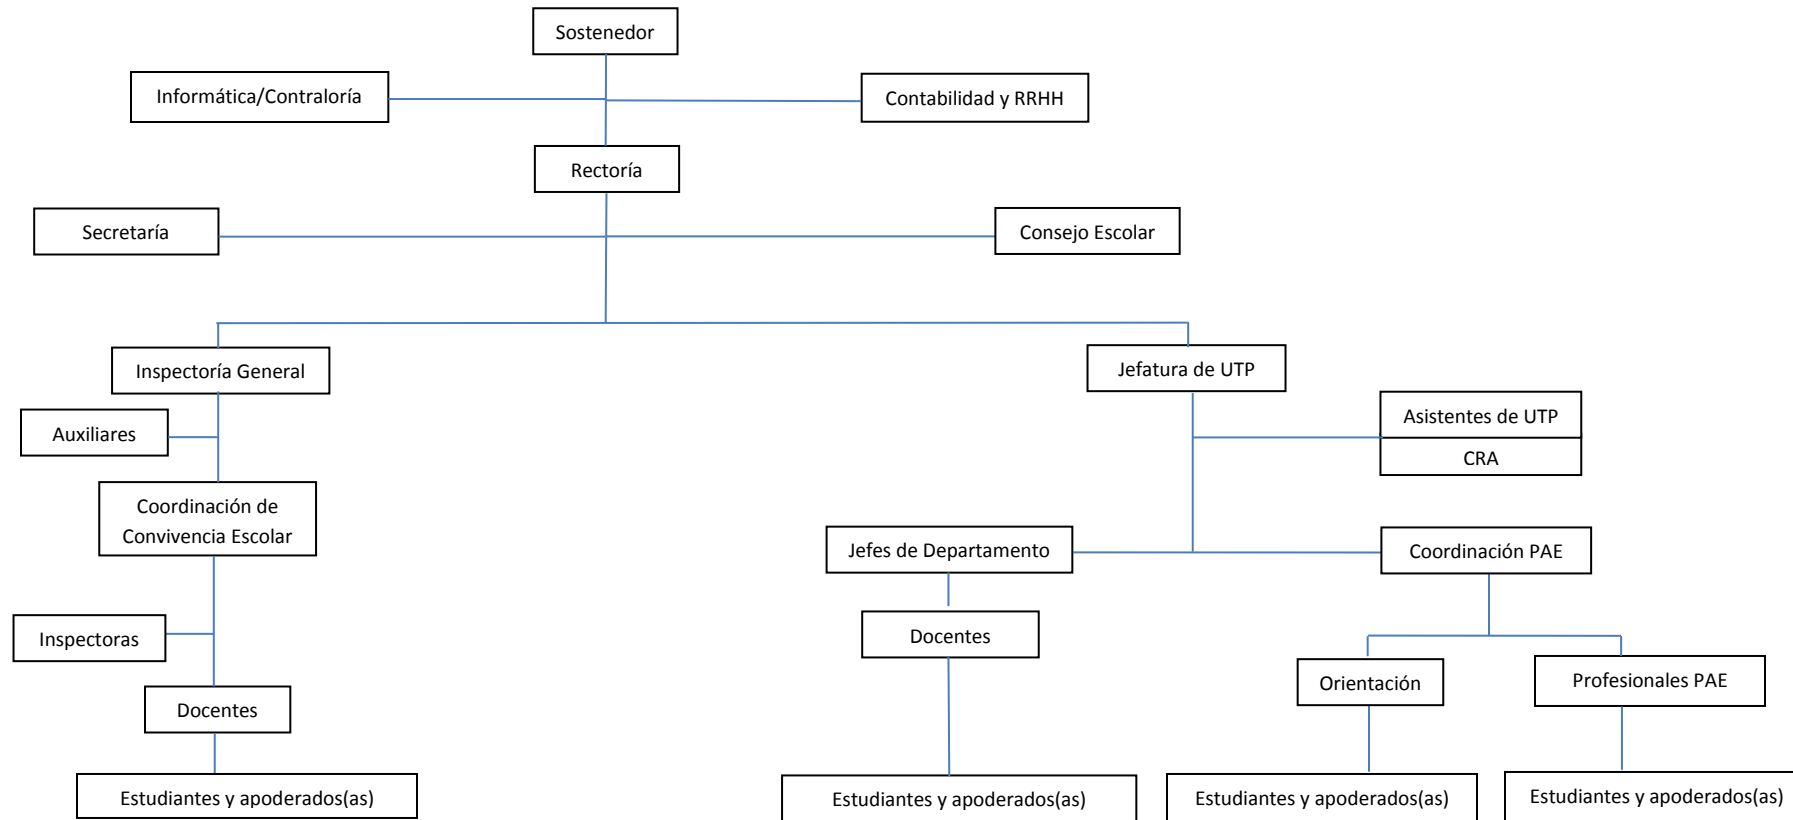 Sostenedor
Informática/Contraloría
Contabilidad y RRHH
Rectoría
Secretaría
Consejo Escolar
Inspectoría General
Jefatura de UTP
Auxiliares
Asistentes de UTP
CRA
Coordinación de
Convivencia Escolar
Jefes de Departamento
Coordinación PAE
Inspectoras
Docentes
Orientación
Profesionales PAE
Docentes
Estudiantes y apoderados(as)
Estudiantes y apoderados(as)
Estudiantes y apoderados(as)
Estudiantes y apoderados(as)